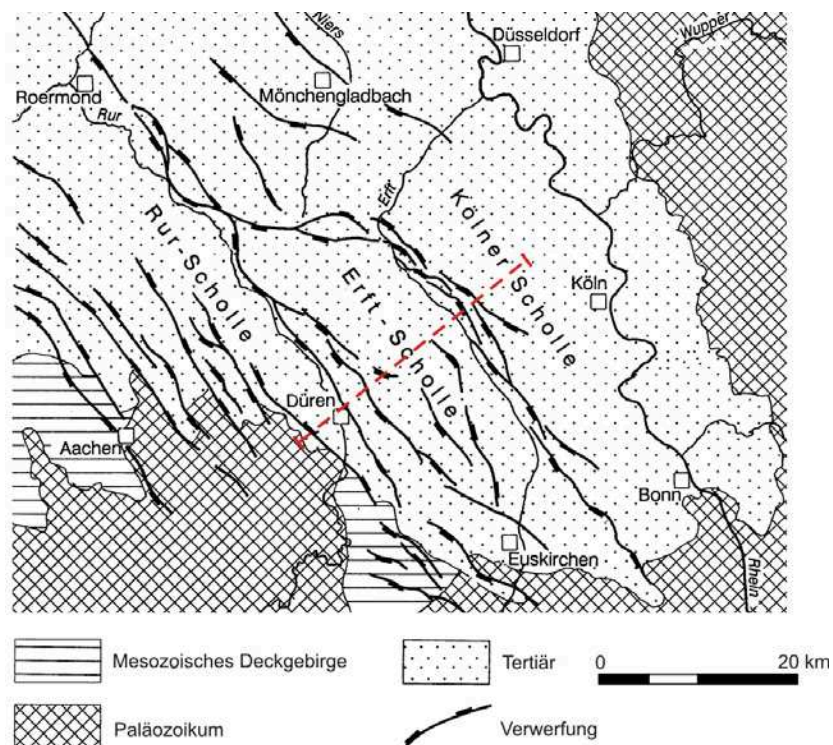 Niers
Düsseldorf
Wupper
Roermond
Mönchengladbach
Rur
Erft
Kölner Scholle
Rur-Scholle
Erft-Scholle
Köln
Düren
Aachen
Bonn
Euskirchen
Rhein
Mesozoisches Deckgebirge
Tertiär
0 20 km
Paläozoikum
Verwerfung